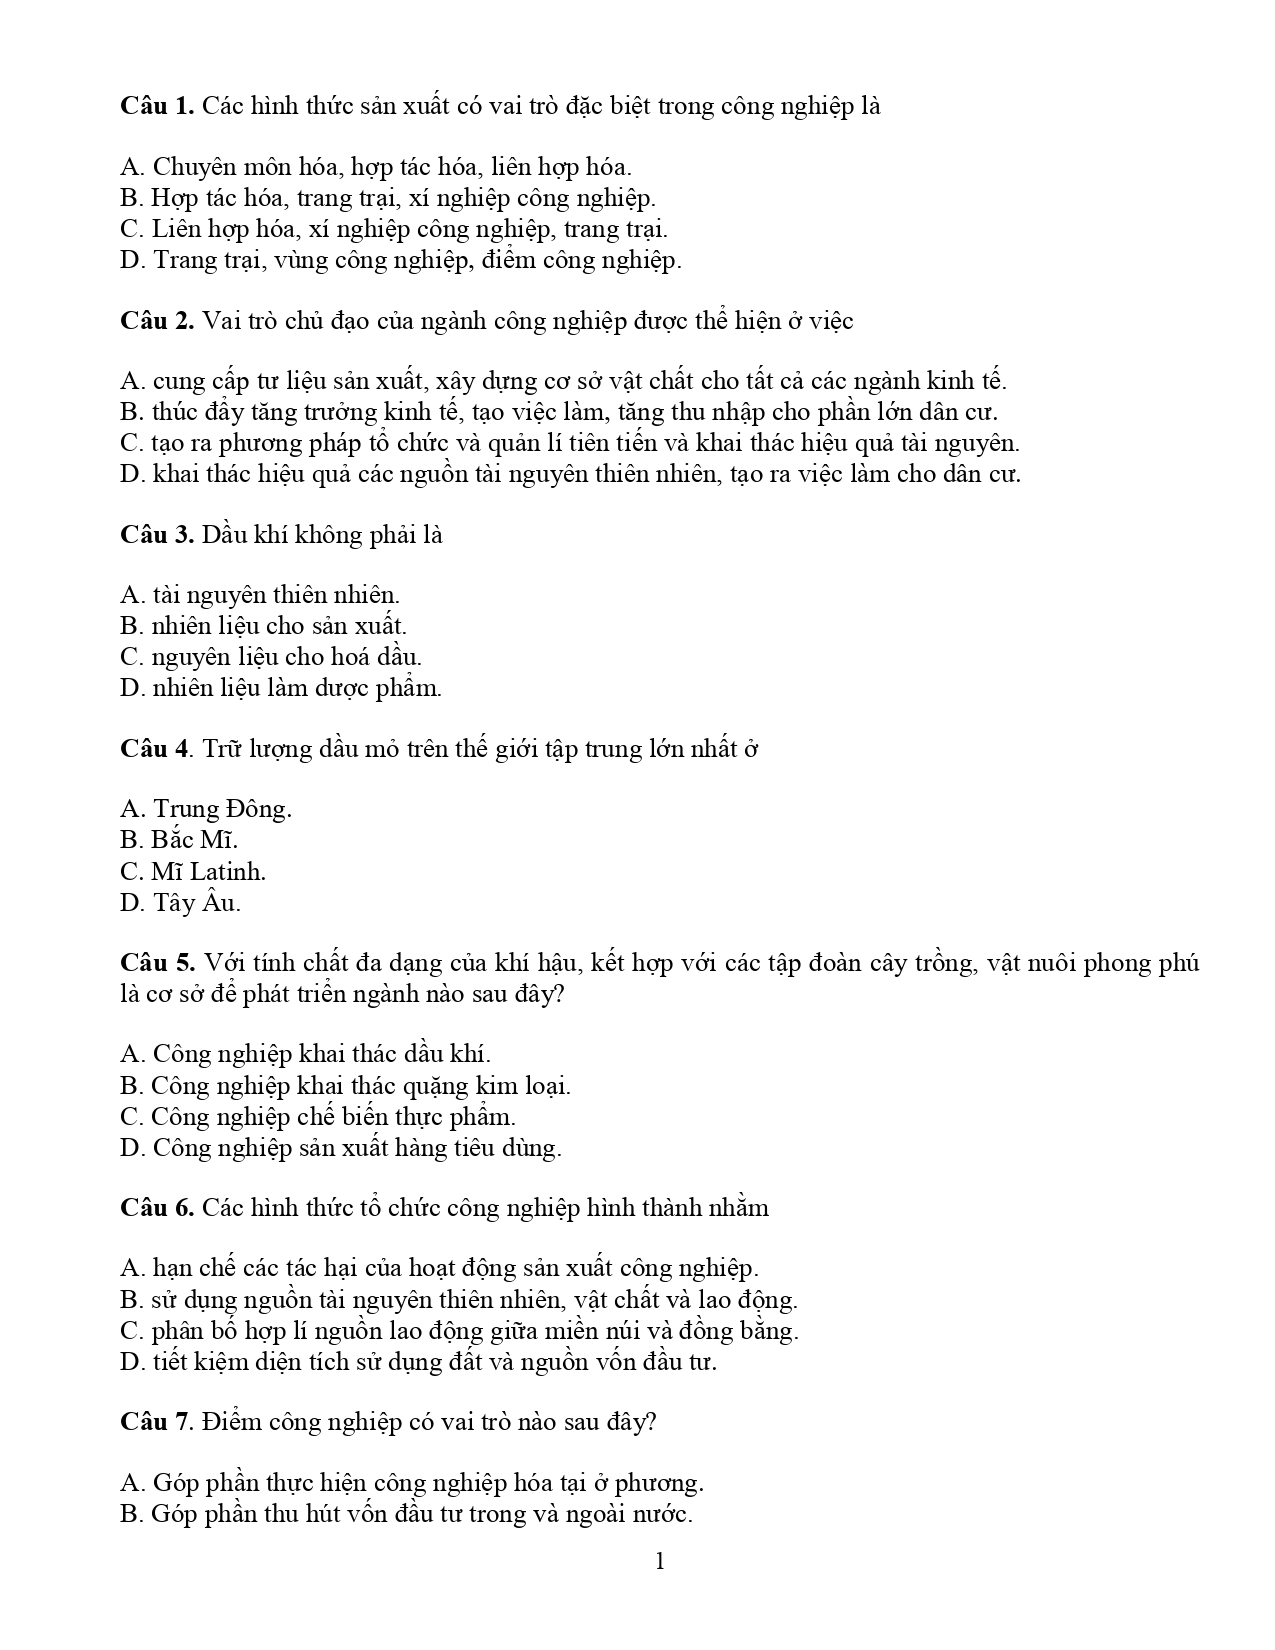 Câu 1. Các hình thức sản xuất có vai trò đặc biệt trong công nghiệp là
A. Chuyên môn hóa, hợp tác hóa, liên hợp hóa.
B. Hợp tác hóa, trang trại, xí nghiệp công nghiệp.
C. Liên hợp hóa, xí nghiệp công nghiệp, trang trại.
D. Trang trại, vùng công nghiệp, điểm công nghiệp.
Câu 2. Vai trò chủ đạo của ngành công nghiệp được thể hiện ở việc
A. cung cấp tư liệu sản xuất, xây dựng cơ sở vật chất cho tất cả các ngành kinh tế.
B. thúc đẩy tăng trưởng kinh tế, tạo việc làm, tăng thu nhập cho phần lớn dân cư.
C. tạo ra phương pháp tổ chức và quản lí tiên tiến và khai thác hiệu quả tài nguyên.
D. khai thác hiệu quả các nguồn tài nguyên thiên nhiên, tạo ra việc làm cho dân cư.
Câu 3. Dầu khí không phải là
A. tài nguyên thiên nhiên.
B. nhiên liệu cho sản xuất.
C. nguyên liệu cho hoá dầu.
D. nhiên liệu làm dược phẩm.
Câu 4. Trữ lượng dầu mỏ trên thế giới tập trung lớn nhất ở
A. Trung Đông.
B. Bắc Mĩ.
C. Mĩ Latinh.
D. Tây Âu.
Câu 5. Với tính chất đa dạng của khí hậu, kết hợp với các tập đoàn cây trồng, vật nuôi phong phú
là cơ sở để phát triển ngành nào sau đây?
A. Công nghiệp khai thác dầu khí.
B. Công nghiệp khai thác quặng kim loại.
C. Công nghiệp chế biến thực phẩm.
D. Công nghiệp sản xuất hàng tiêu dùng.
Câu 6. Các hình thức tổ chức công nghiệp hình thành nhằm
A. hạn chế các tác hại của hoạt động sản xuất công nghiệp.
B. sử dụng nguồn tài nguyên thiên nhiên, vật chất và lao động.
C. phân bố hợp lí nguồn lao động giữa miền núi và đồng bằng.
D. tiết kiệm diện tích sử dụng đất và nguồn vốn đầu tư.
Câu 7. Điểm công nghiệp có vai trò nào sau đây?
A. Góp phần thực hiện công nghiệp hóa tại ở phương.
B. Góp phần thu hút vốn đầu tư trong và ngoài nước.
1